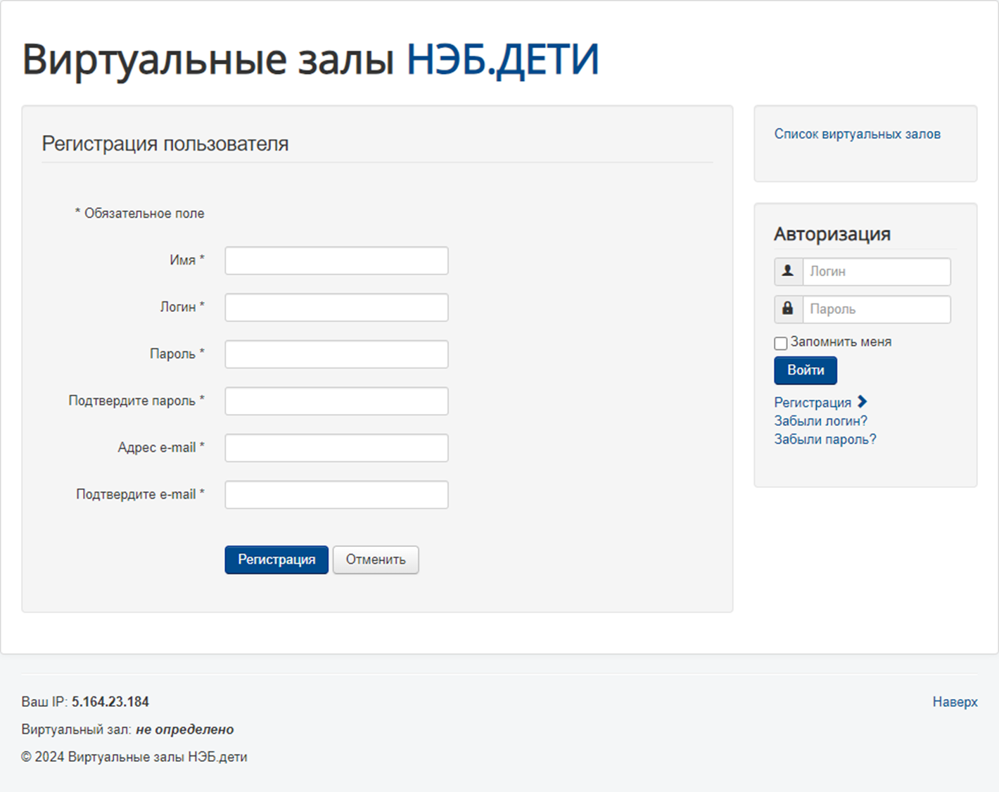 Виртуальные залы НЭБ.ДЕТИ
Регистрация пользователя
* Обязательное поле
Имя *
Логин *
Пароль *
Подтвердите пароль *
Адрес e-mail *
Подтвердите e-mail *
Регистрация Отменить
Список виртуальных залов
Авторизация
Логин
Пароль
Запомнить меня
Войти
Регистрация
Забыли логин?
Забыли пароль?
Ваш IP: 5.164.23.184
Наверх
Виртуальный зал: не определено
© 2024 Виртуальные залы НЭБ.дети